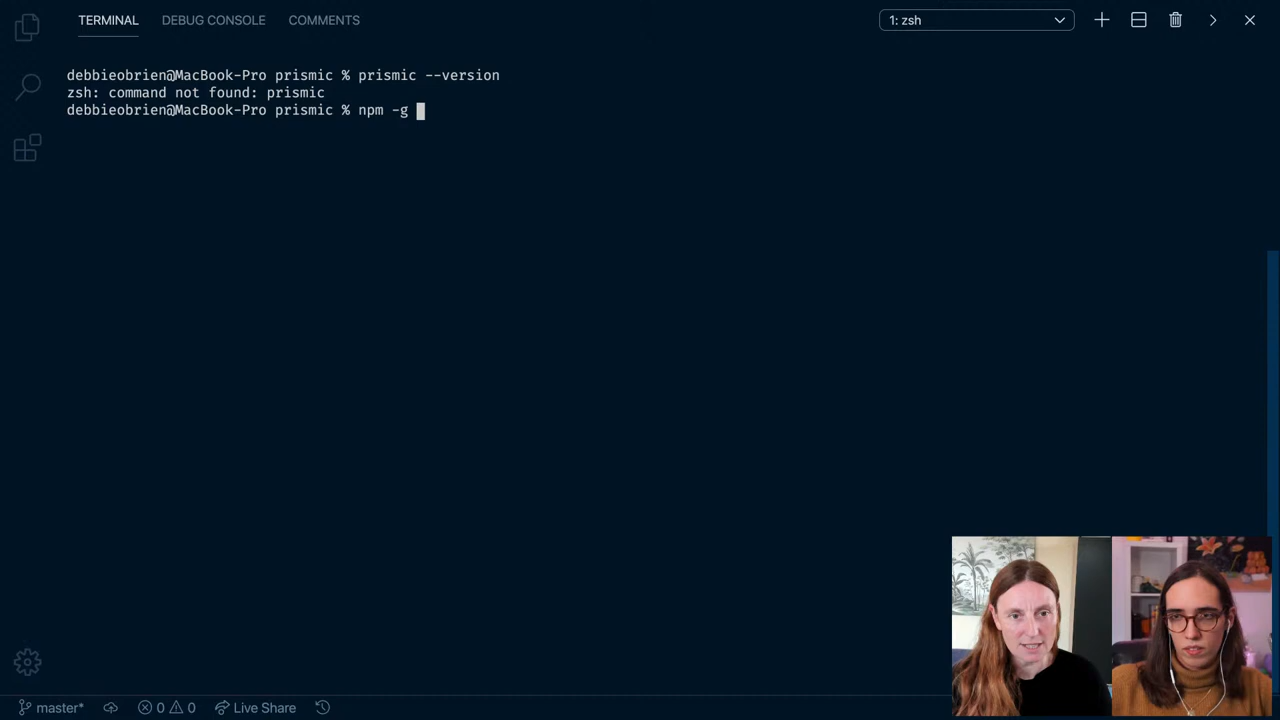 TERMINAL
DEBUG CONSOLE
COMMENTS
1: zsh
debbieobrien@MacBook-Pro prismic % prismic --version
zsh: command not found: prismic
debbieobrien@MacBook-Pro prismic % npm -g
master*
0
0
Live Share